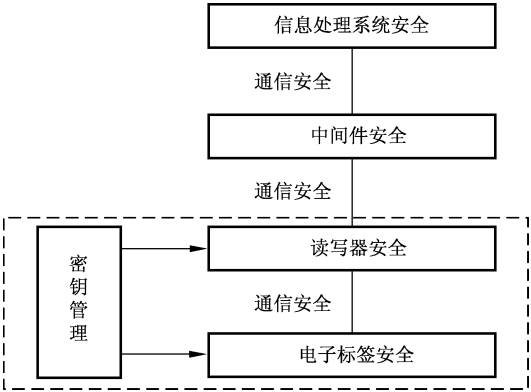 信息处理系统安全
通信安全
中间件安全
通信安全
读写器安全
密钥管理
通信安全
电子标签安全